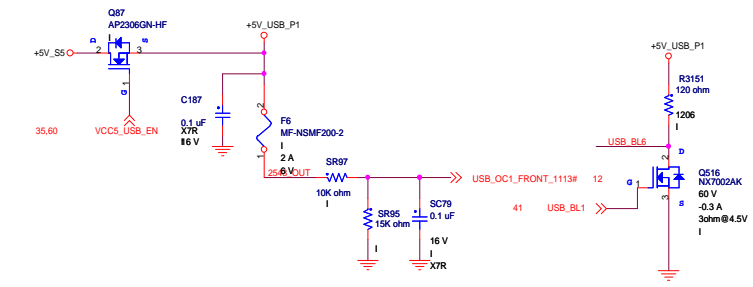 Q87
AP2306GN-HF
I
D
S
+5V_S5
2
3
1
G
35,60
VCC5_USB_EN
+5V_USB_P1
C187
0.1 uF
X7R
16 V
I
2
F6
MF-NSMF200-2
I
2 A
6 V
1
2545_OUT
SR97
10K ohm
I
SR95
15K ohm
I
SC79
0.1 uF
16 V
I
X7R
USB_OC1_FRONT_1113#
12
41
USB_BL1
+5V_USB_P1
R3151
120 ohm
1206
I
USB_BL6
D
2
G
1
3
S
Q516
NX7002AK
60 V
-0.3 A
3ohm@4.5V
I